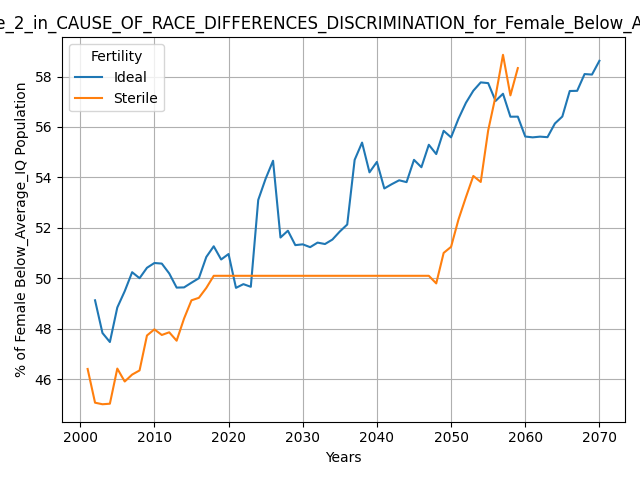 e_2_in_CAUSE_OF_RACE_DIFFERENCES_DISCRIMINATION_for_Female_Below_A
Fertility
Ideal
Sterile
% of Female Below_Average_IQ Population
58
56
54
52
50
48
46
2000 2010 2020 2030 2040 2050 2060 2070
Years